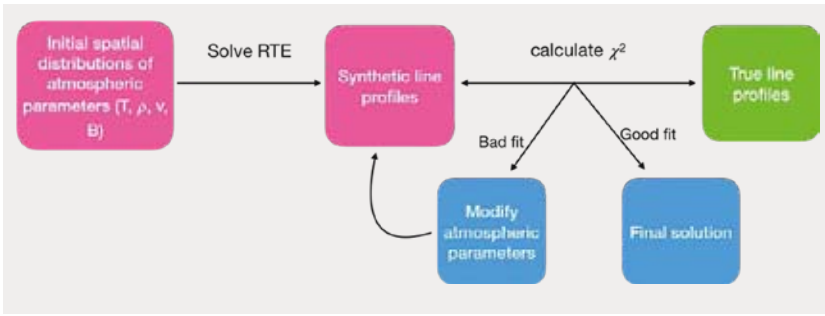 Initial spatial
distributions of
atmospheric
parameters (T, ρ, v,
B)
Solve RTE
Synthetic line
profiles
calculate χ²
True line
profiles
Bad fit
Good fit
Modify
atmospheric
parameters
Final solution